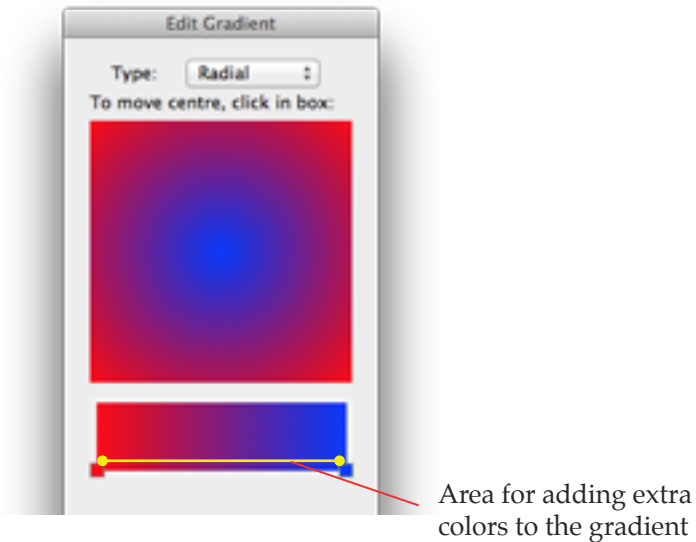 Edit Gradient
Type: Radial
To move centre, click in box:
Area for adding extra
colors to the gradient